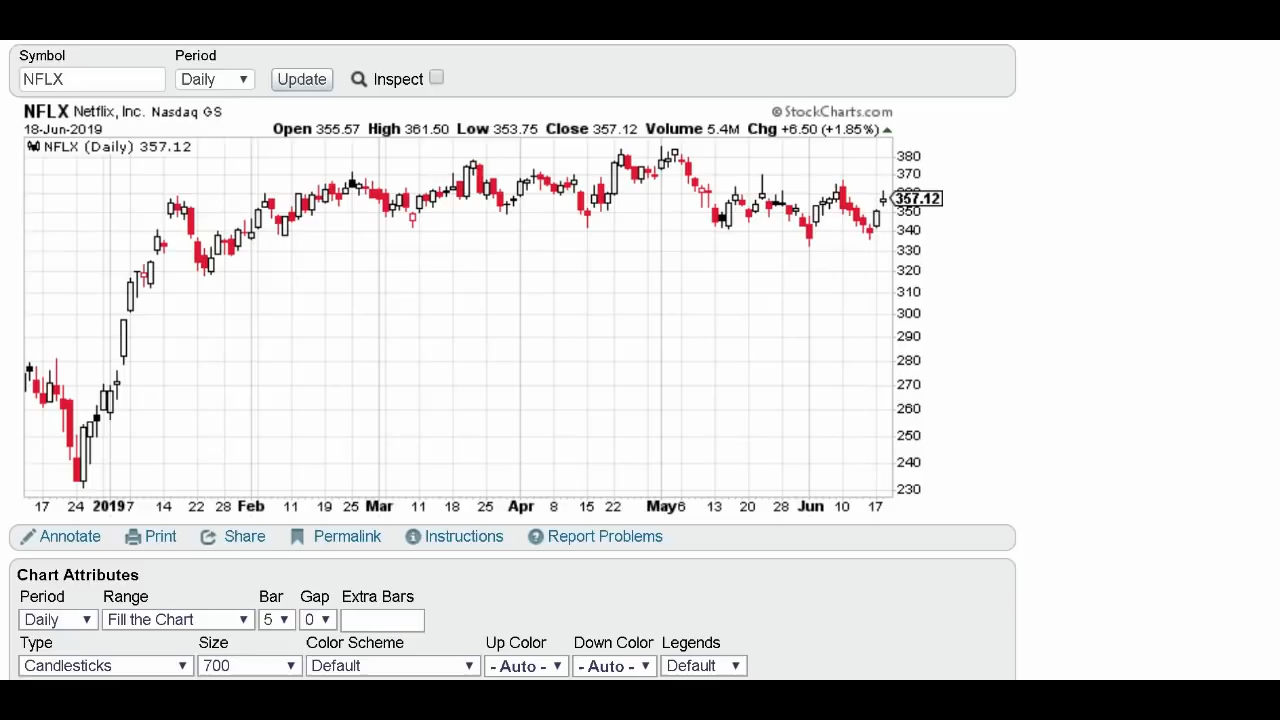 Symbol Period
NFLX Daily Update Inspect
NFLX Netflix, Inc. Nasdaq GS © StockCharts.com
18-Jun-2019 Open 355.57 High 361.50 Low 353.75 Close 357.12 Volume 5.4M Chg +6.50 (+1.85%)
NFLX (Daily) 357.12
380
370
357.12
350
340
330
320
310
300
290
280
270
260
250
240
230
17 24 2019 7 14 22 28 Feb 11 19 25 Mar 11 18 25 Apr 8 15 22 May 6 13 20 28 Jun 10 17
Annotate Print Share Permalink Instructions Report Problems
Chart Attributes
Period Range Bar Gap Extra Bars
Daily Fill the Chart 5 0
Type Size Color Scheme Up Color Down Color Legends
Candlesticks 700 Default - Auto - - Auto - Default